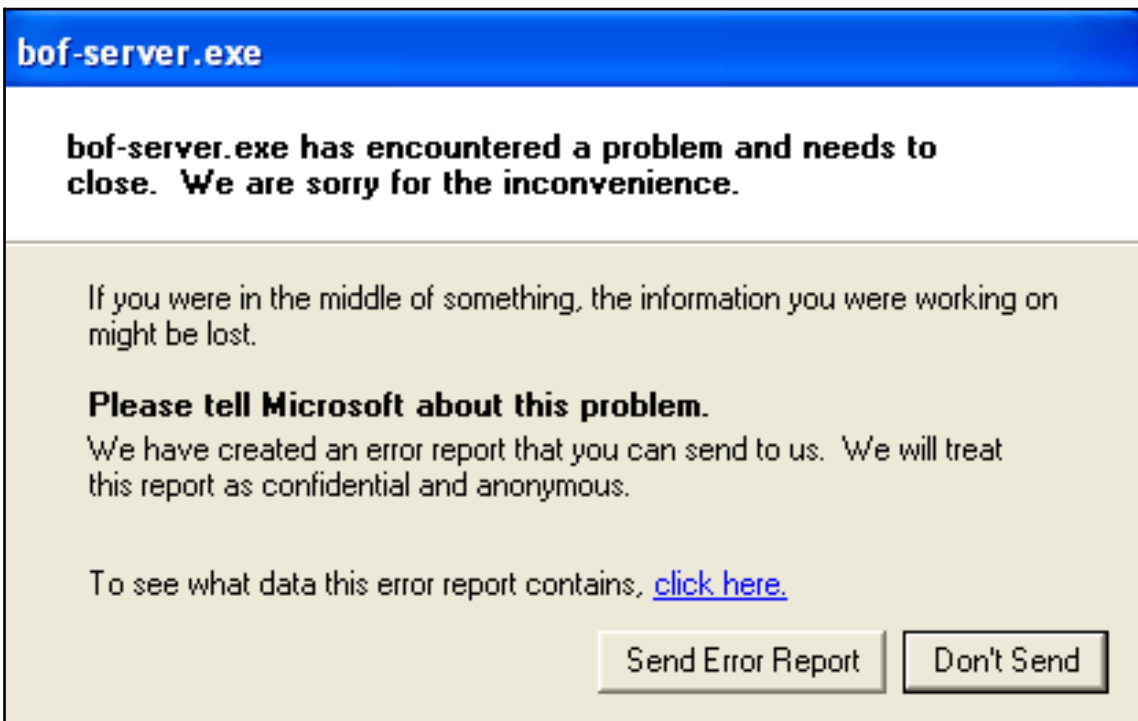 bof-server.exe
bof-server.exe has encountered a problem and needs to
close.  We are sorry for the inconvenience.
If you were in the middle of something, the information you were working on
might be lost.
Please tell Microsoft about this problem.
We have created an error report that you can send to us.  We will treat
this report as confidential and anonymous.
To see what data this error report contains, click here.
Send Error Report
Don't Send